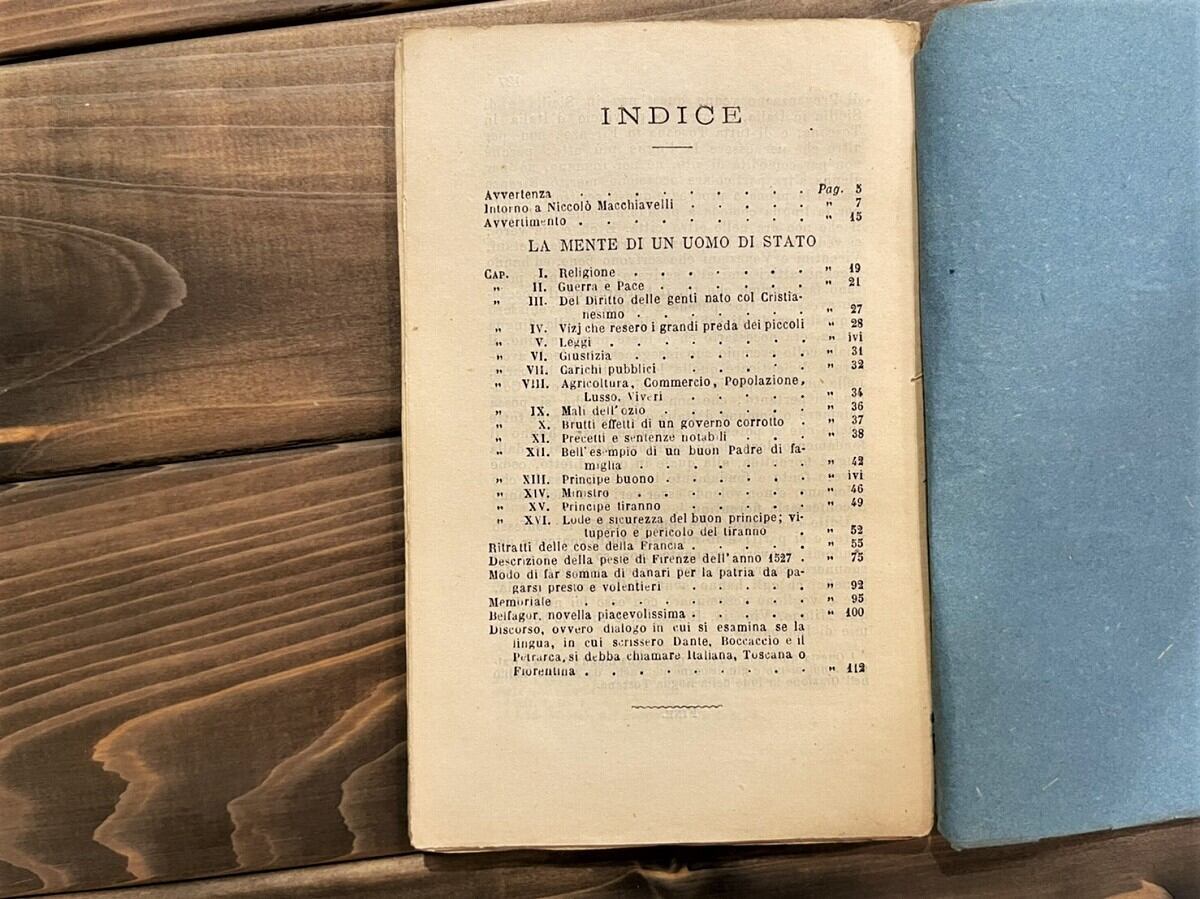 INDICE
Avvertenza . . . . . . . . . Pag. 5
Intorno a Niccolò Macchiavelli . . . . . " 7
Avvertimento . . . . . . . . . " 15
LA MENTE DI UN UOMO DI STATO
CAP. I. Religione . . . . . . . " 19
" II. Guerra e Pace . . . . . . " 21
" III. Del Diritto delle genti nato col Cristia-
nesimo . . . . . . . " 27
" IV. Vizj che resero i grandi preda dei piccoli " 28
" V. Leggi . . . . . . . . " ivi
" VI. Giustizia . . . . . . . " 31
" VII. Carichi pubblici . . . . . " 32
" VIII. Agricoltura, Commercio, Popolazione,
Lusso, Viveri . . . . . " 34
" IX. Mali dell'ozio . . . . . . " 36
" X. Brutti effetti di un governo corrotto . " 37
" XI. Precetti e sentenze notabili . . . " 38
" XII. Bell'esempio di un buon Padre di fa-
miglia . . . . . . . " 42
" XIII. Principe buono . . . . . . " ivi
" XIV. Ministro . . . . . . . " 46
" XV. Principe tiranno . . . . . " 49
" XVI. Lode e sicurezza del buon principe; vi-
tuperio e pericolo del tiranno . " 52
Ritratti delle cose della Francia . . . . . " 55
Descrizione della peste di Firenze dell'anno 1527 . " 75
Modo di far somma di danari per la patria da pa-
garsi presto e volentieri . . . . . " 92
Memoriale . . . . . . . . . " 95
Belfagor, novella piacevolissima . . . . . " 100
Discorso, ovvero dialogo in cui si esamina se la
lingua, in cui scrissero Dante, Boccaccio e il
Petrarca, si debba chiamare Italiana, Toscana o
Fiorentina . . . . . . . . . " 112